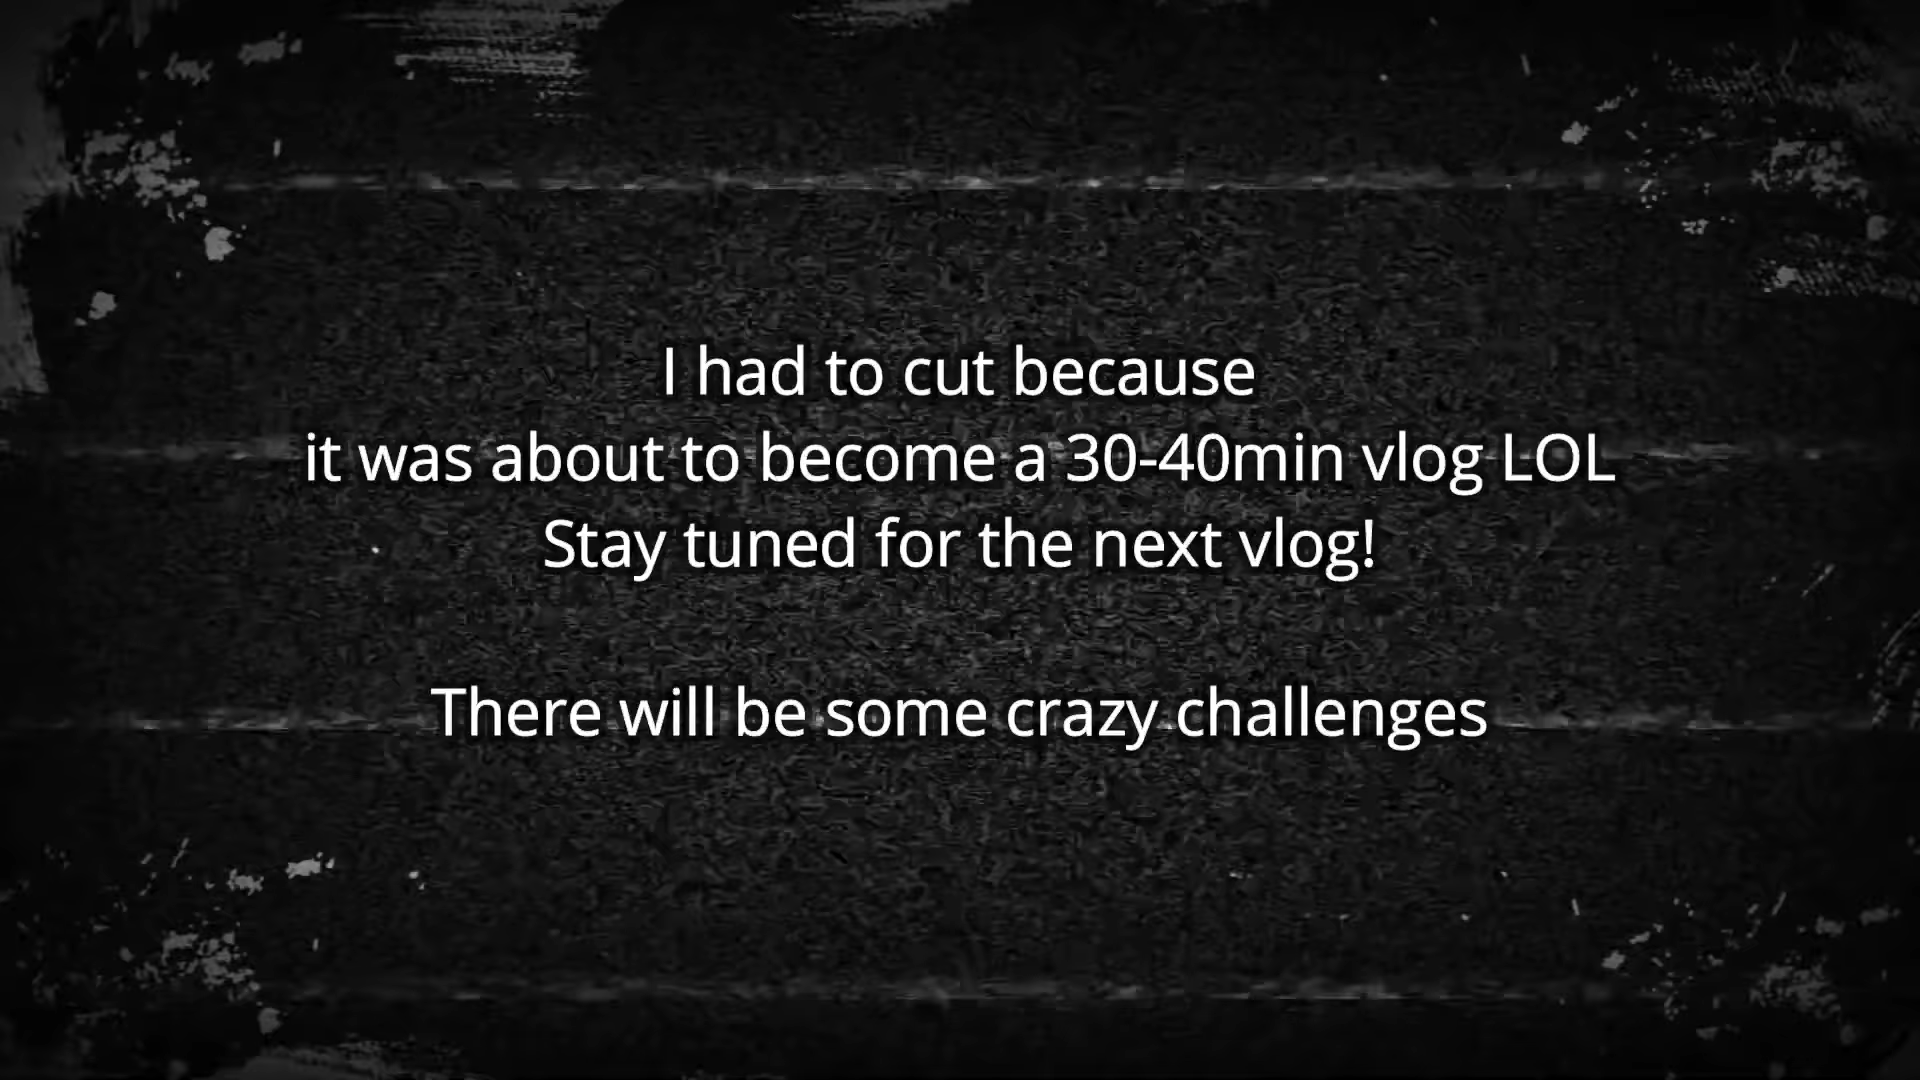 I had to cut because
it was about to become a 30-40min vlog LOL
Stay tuned for the next vlog!
There will be some crazy challenges